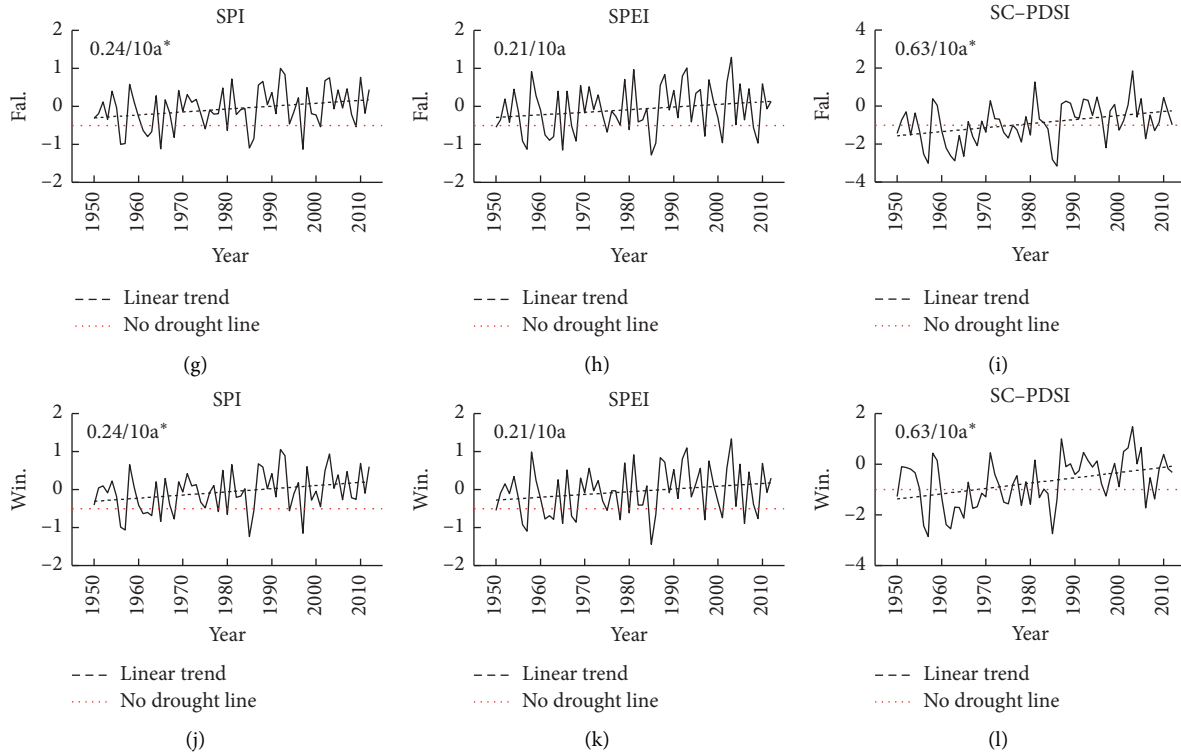 SPI
0.24/10a*
Fal.
2
1
0
−1
−2
1950
1960
1970
1980
1990
2000
2010
Year
Linear trend
No drought line
(g)
SPEI
0.21/10a
Fal.
2
1
0
−1
−2
1950
1960
1970
1980
1990
2000
2010
Year
Linear trend
No drought line
(h)
SC−PDSI
0.63/10a*
Fal.
4
2
0
−2
−4
1950
1960
1970
1980
1990
2000
2010
Year
Linear trend
No drought line
(i)
SPI
0.24/10a*
Win.
2
1
0
−1
−2
1950
1960
1970
1980
1990
2000
2010
Year
Linear trend
No drought line
(j)
SPEI
0.21/10a
Win.
2
1
0
−1
−2
1950
1960
1970
1980
1990
2000
2010
Year
Linear trend
No drought line
(k)
SC−PDSI
0.63/10a*
Win.
2
0
−2
−4
1950
1960
1970
1980
1990
2000
2010
Year
Linear trend
No drought line
(l)